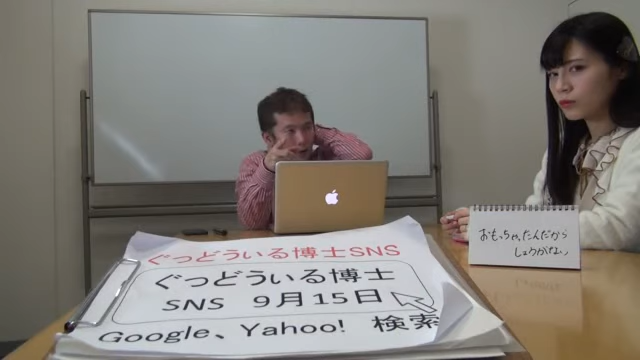 ぐっどうぃる博士SNS
ぐっどうぃる博士
SNS 9月15日
Google、Yahoo! 検索
おもっちゃたんだから
しょうがない。